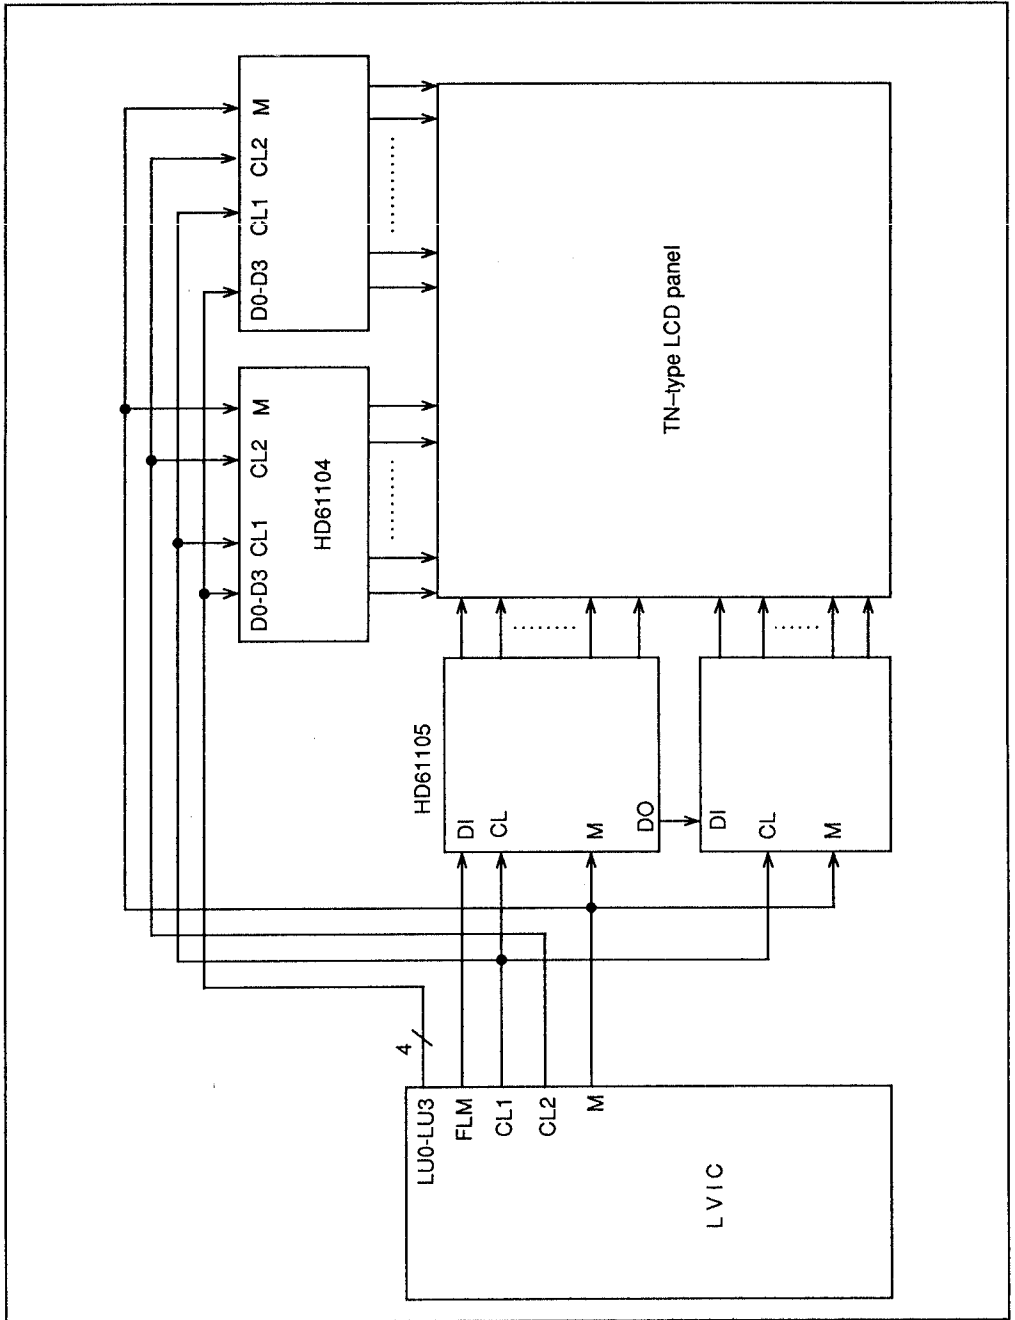 D0-D3 CL1 CL2 M
HD61104
D0-D3 CL1 CL2 M
4
LU0-LU3
FLM
CL1
CL2
M
L V I C
HD61105
DI
CL
M
DO
DI
CL
M
TN–type LCD panel